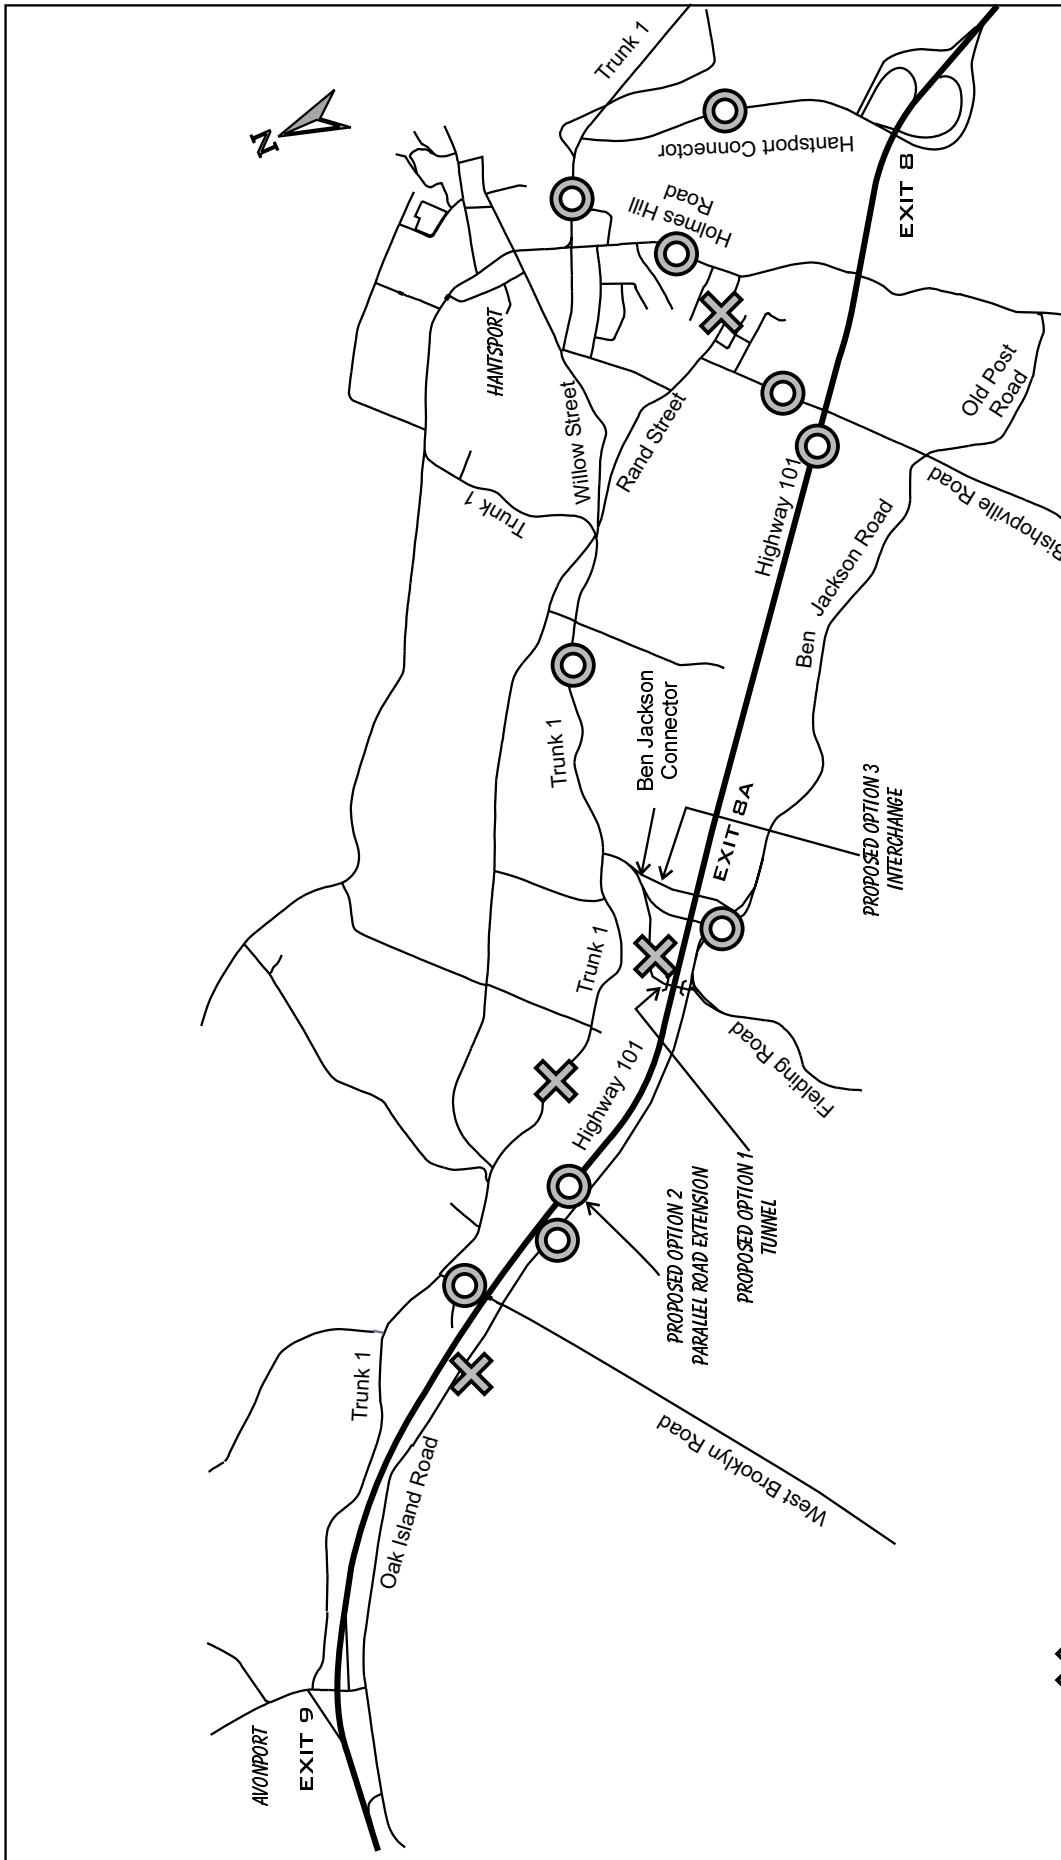 Trunk 1
N
Hantsport Connector
EXIT 8
Holmes Hill
Road
HANTSPORT
Willow Street
Rand Street
Old Post
Road
Trunk 1
Highway 101
Bishopville Road
Ben Jackson Road
Trunk 1
Ben Jackson
Connector
EXIT 8A
PROPOSED OPTION 3
INTERCHANGE
Trunk 1
Highway 101
Fielding Road
PROPOSED OPTION 2
PARALLEL ROAD EXTENSION
PROPOSED OPTION 1
TUNNEL
Trunk 1
West Brooklyn Road
Oak Island Road
AVONPORT
EXIT 9